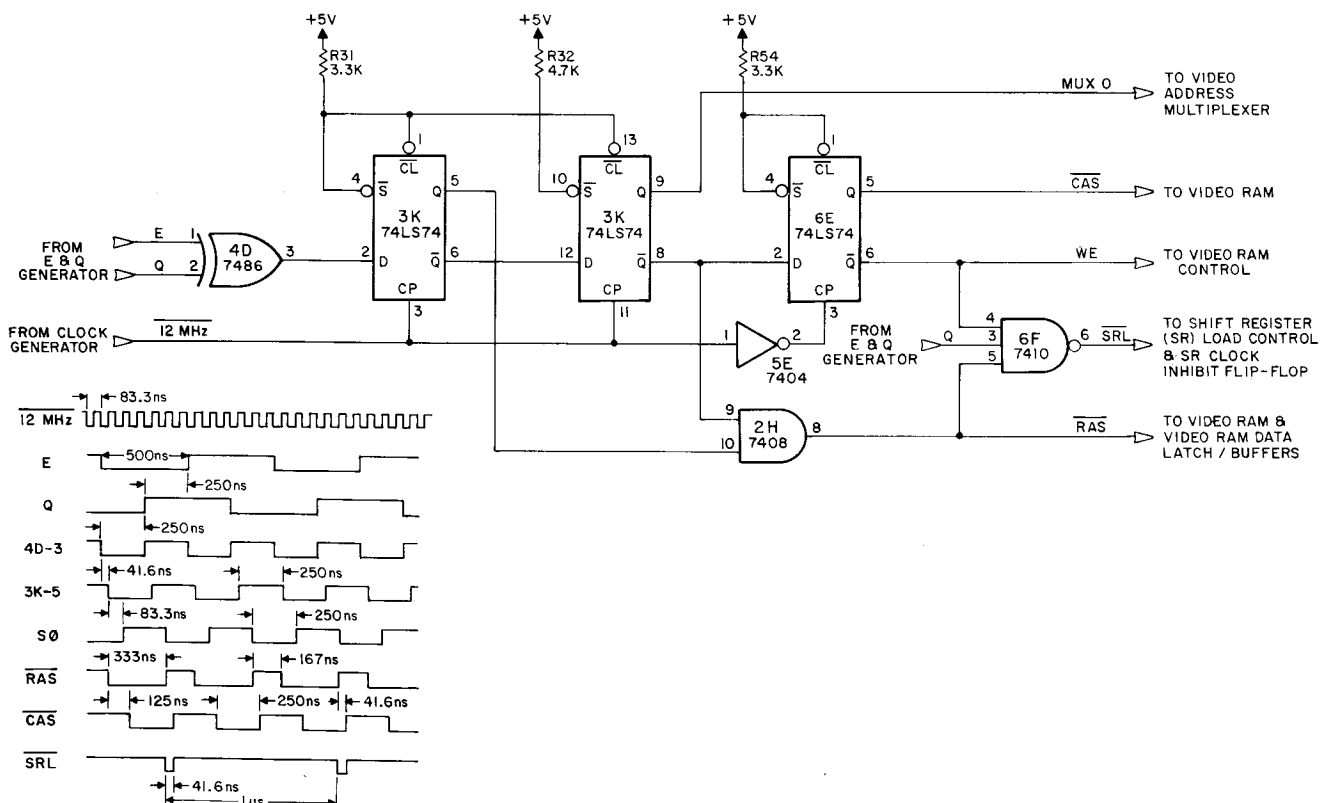 +5V
+5V
+5V
R31
3.3K
R32
4.7K
R54
3.3K
MUX 0
TO VIDEO
ADDRESS
MULTIPLEXER
1
CL
4
S
Q
5
3K
74LS74
2
D
Q
6
CP
3
13
CL
10
S
Q
9
3K
74LS74
12
D
Q
8
CP
11
1
CL
4
S
Q
5
6E
74LS74
2
D
Q
6
CP
3
CAS
TO VIDEO RAM
WE
TO VIDEO RAM
CONTROL
FROM
E & Q
GENERATOR
E
Q
1
2
4D
7486
3
FROM CLOCK
GENERATOR
12 MHz
1
2
5E
7404
FROM
E & Q
GENERATOR
Q
4
3
5
6F
7410
6
SRL
TO SHIFT REGISTER
(SR) LOAD CONTROL
& SR CLOCK
INHIBIT FLIP-FLOP
9
10
2H
7408
8
RAS
TO VIDEO RAM &
VIDEO RAM DATA
LATCH / BUFFERS
83.3ns
12 MHz
E
500ns
250ns
Q
250ns
4D-3
41.6ns
250ns
3K-5
83.3ns
250ns
SØ
333ns
167ns
RAS
125ns
250ns
41.6ns
CAS
SRL
41.6ns
1µs